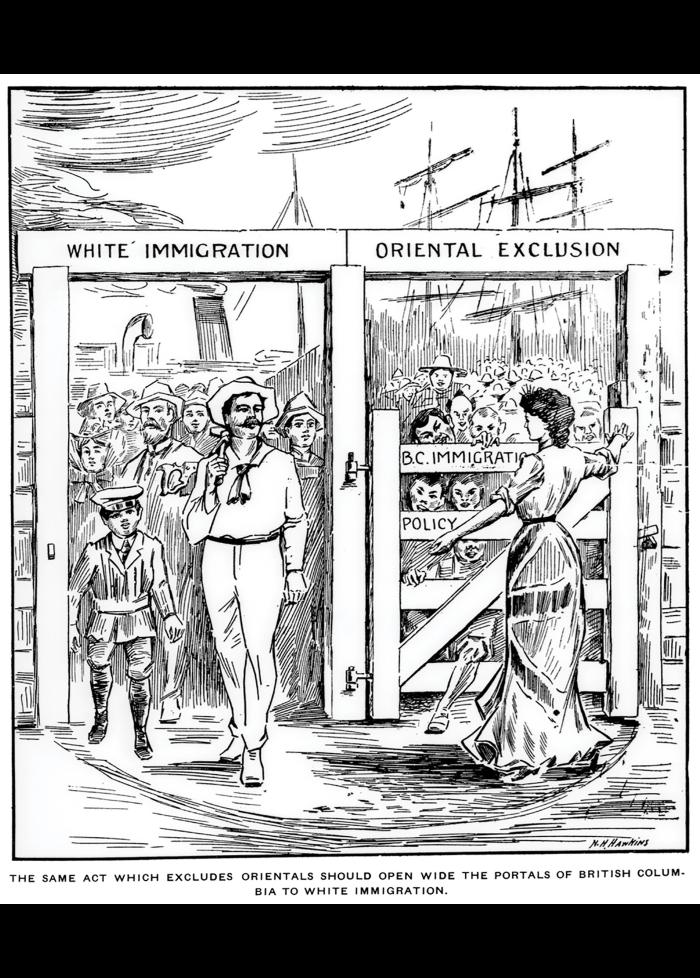 WHITE IMMIGRATION
ORIENTAL EXCLUSION
B.C. IMMIGRATIO
POLICY
N.H. HAWKINS
THE SAME ACT WHICH EXCLUDES ORIENTALS SHOULD OPEN WIDE THE PORTALS OF BRITISH COLUM-
BIA TO WHITE IMMIGRATION.